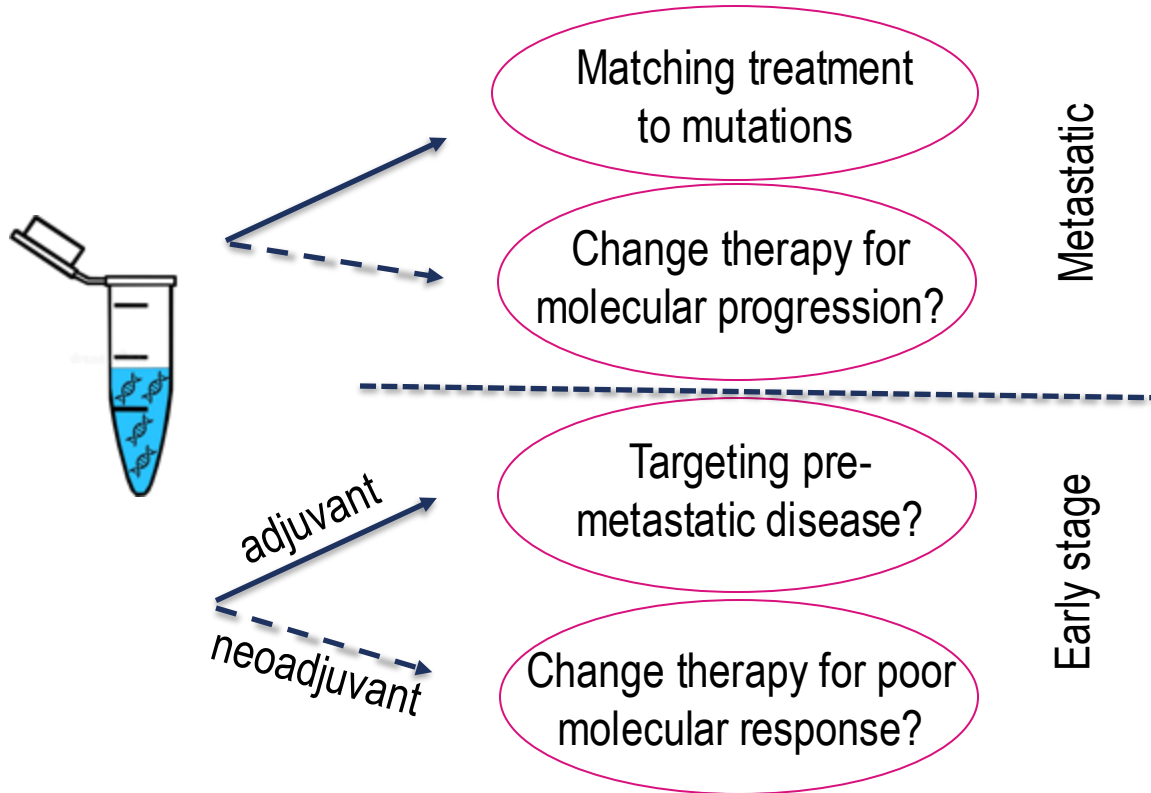 Matching treatment
to mutations
Metastatic
Change therapy for
molecular progression?
Targeting pre-
metastatic disease?
adjuvant
Early stage
neoadjuvant
Change therapy for poor
molecular response?